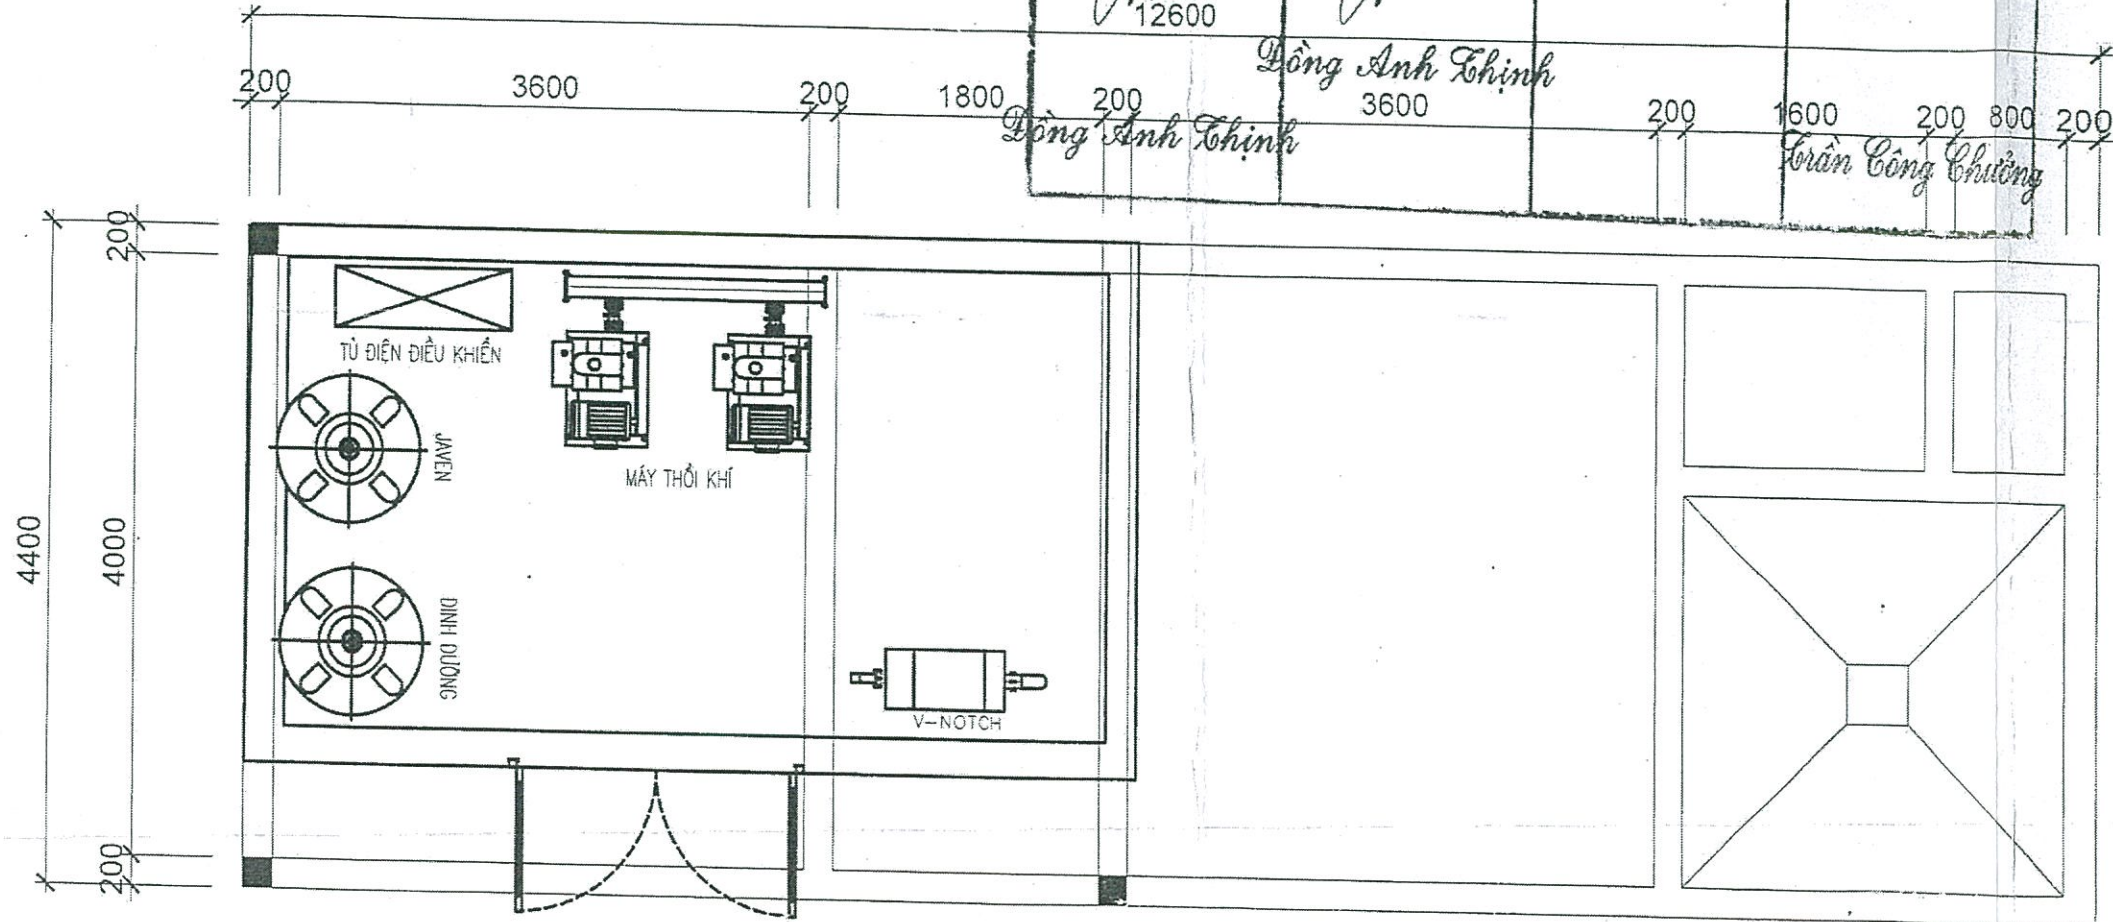 12600
Đồng Anh Thịnh
200 3600 200 1800 200 3600 200 1600 200 800 200
Đồng Anh Thịnh
Trần Công Chưởng
200
4400
4000
200
TỦ ĐIỆN ĐIỀU KHIỂN
JAVEN
MÁY THỔI KHÍ
DINH DƯỠNG
V-NOTCH